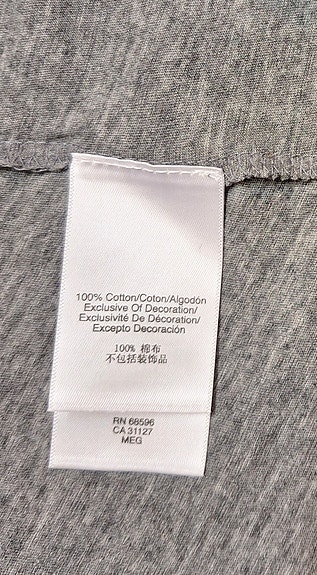 100% Cotton/Coton/Algodón
Exclusive Of Decoration/
Exclusivité De Décoration/
Excepto Decoración
100% 棉布
不包括装饰品
RN 68596
CA 31127
MEG